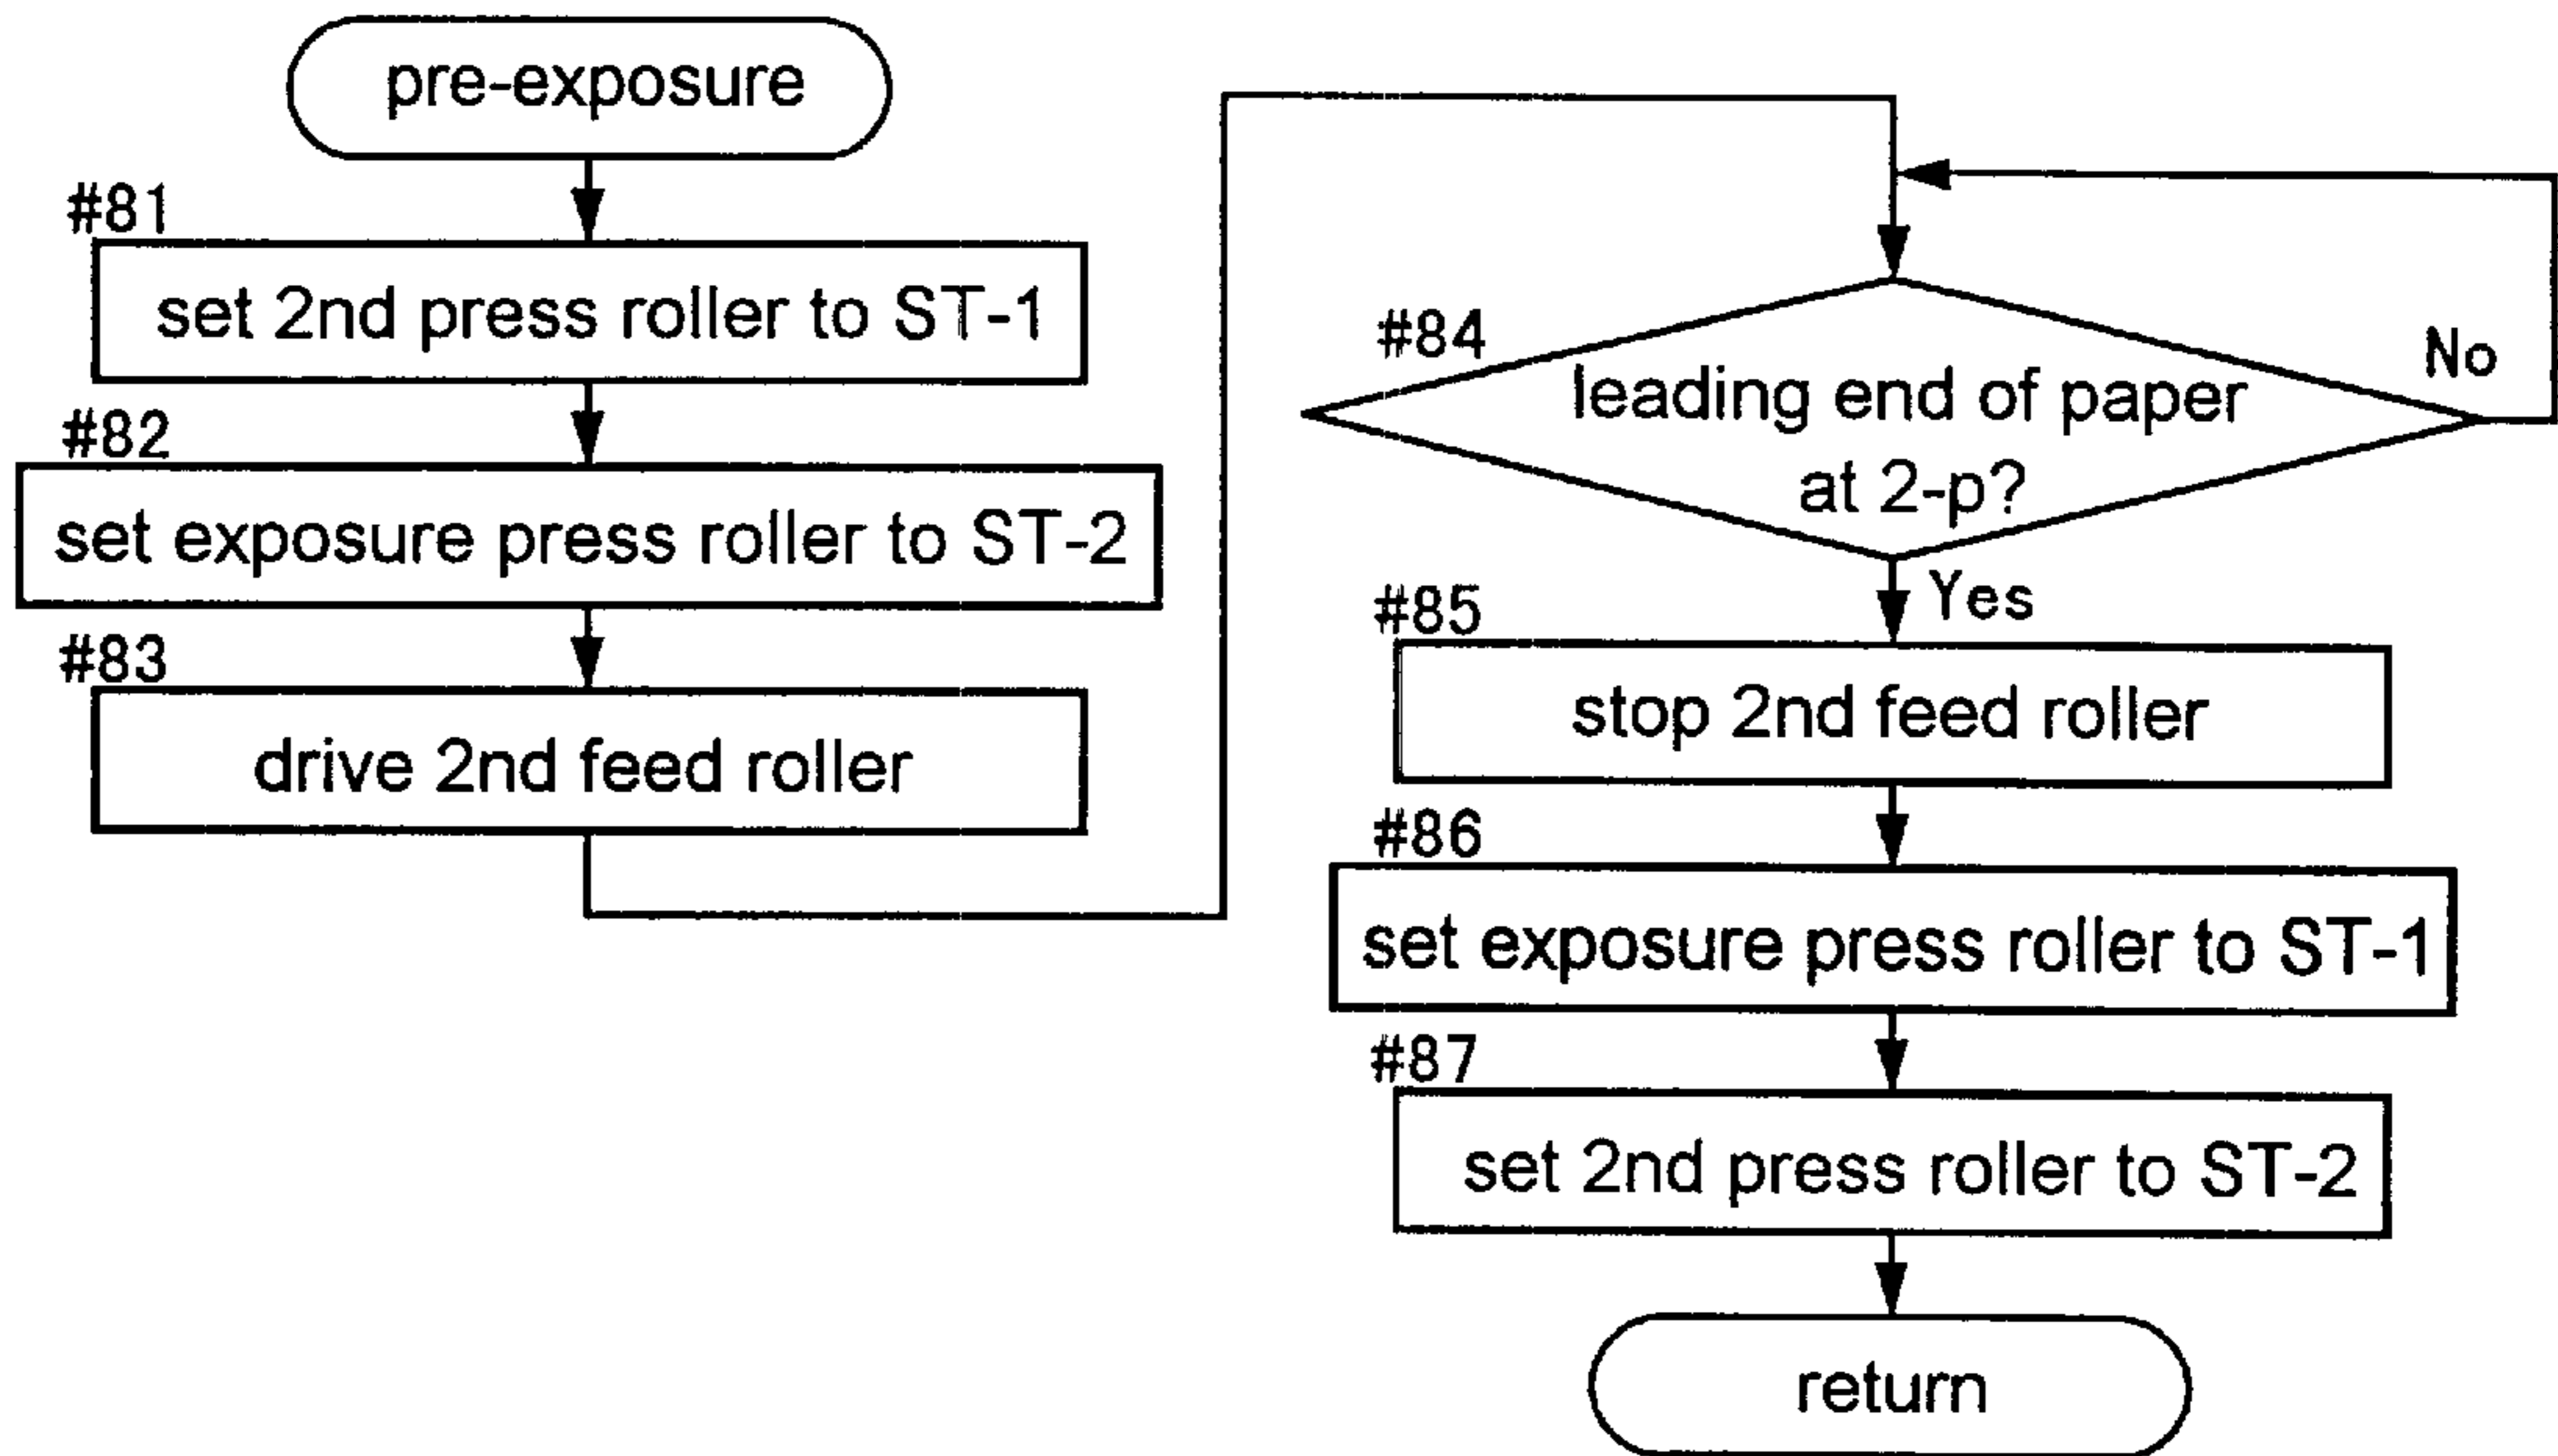 pre-exposure
#81
set 2nd press roller to ST-1
#82
set exposure press roller to ST-2
#83
drive 2nd feed roller
#84
leading end of paper
at 2-p?
No
Yes
#85
stop 2nd feed roller
#86
set exposure press roller to ST-1
#87
set 2nd press roller to ST-2
return